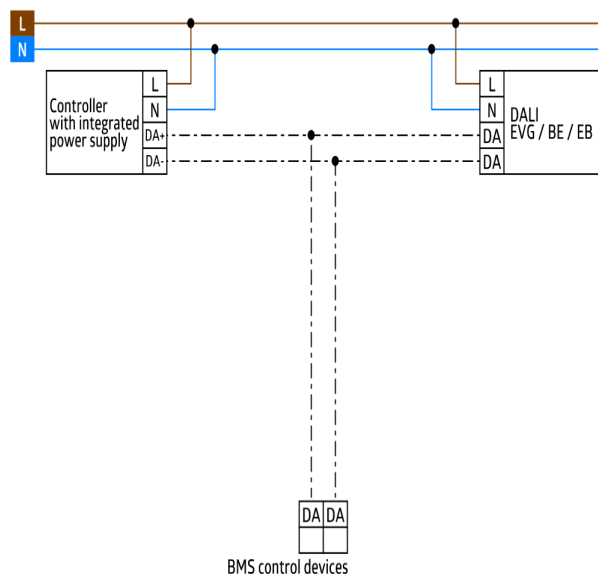 L
N
Controller
with integrated
power supply
L
N
DA+
DA-
L
N
DA
DA
DALI
EVG / BE / EB
DA DA
BMS control devices